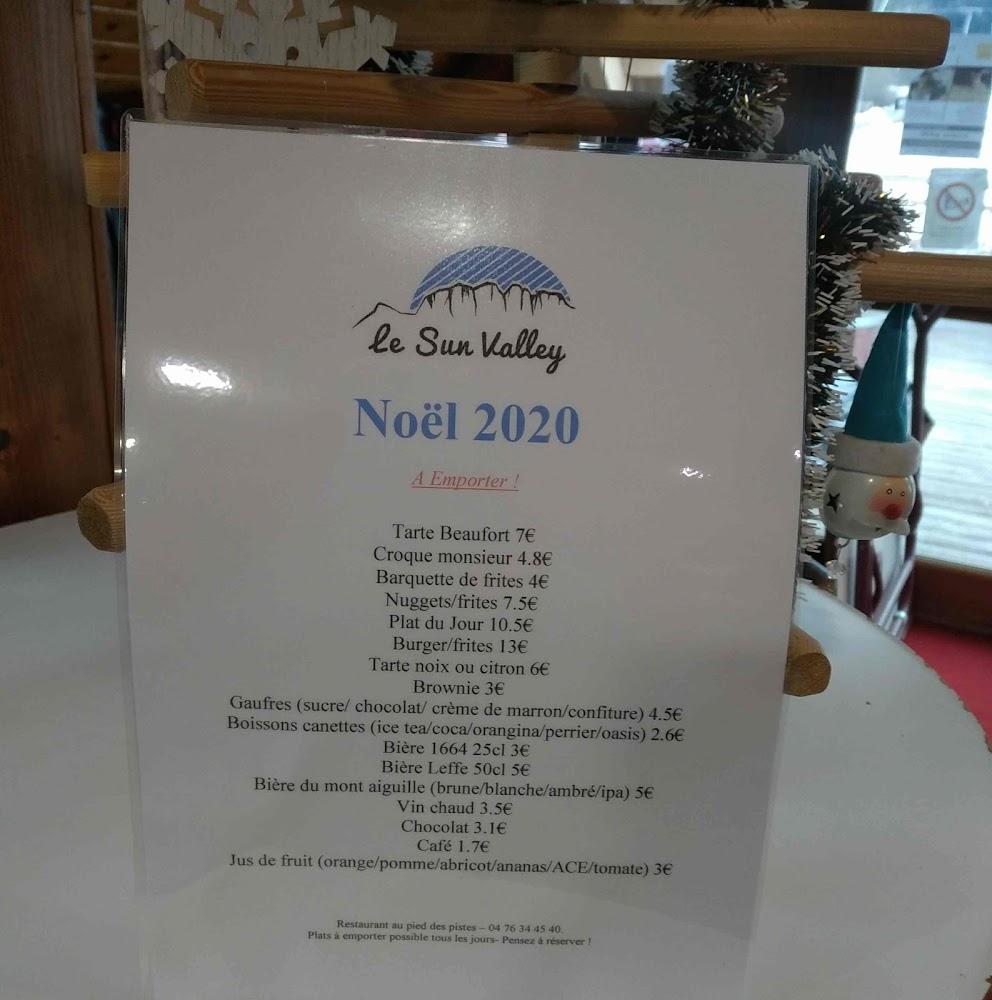 Le Sun Valley
Noël 2020
A Emporter !
Tarte Beaufort 7€
Croque monsieur 4.8€
Barquette de frites 4€
Nuggets/frites 7.5€
Plat du Jour 10.5€
Burger/frites 13€
Tarte noix ou citron 6€
Brownie 3€
Gaufres (sucre/ chocolat/ crème de marron/confiture) 4.5€
Boissons canettes (ice tea/coca/orangina/perrier/oasis) 2.6€
Bière 1664 25cl 3€
Bière Leffe 50cl 5€
Bière du mont aiguille (brune/blanche/ambré/ipa) 5€
Vin chaud 3.5€
Chocolat 3.1€
Café 1.7€
Jus de fruit (orange/pomme/abricot/ananas/ACE/tomate) 3€
Restaurant au pied des pistes – 04 76 34 45 40.
Plats à emporter possible tous les jours- Pensez à réserver !